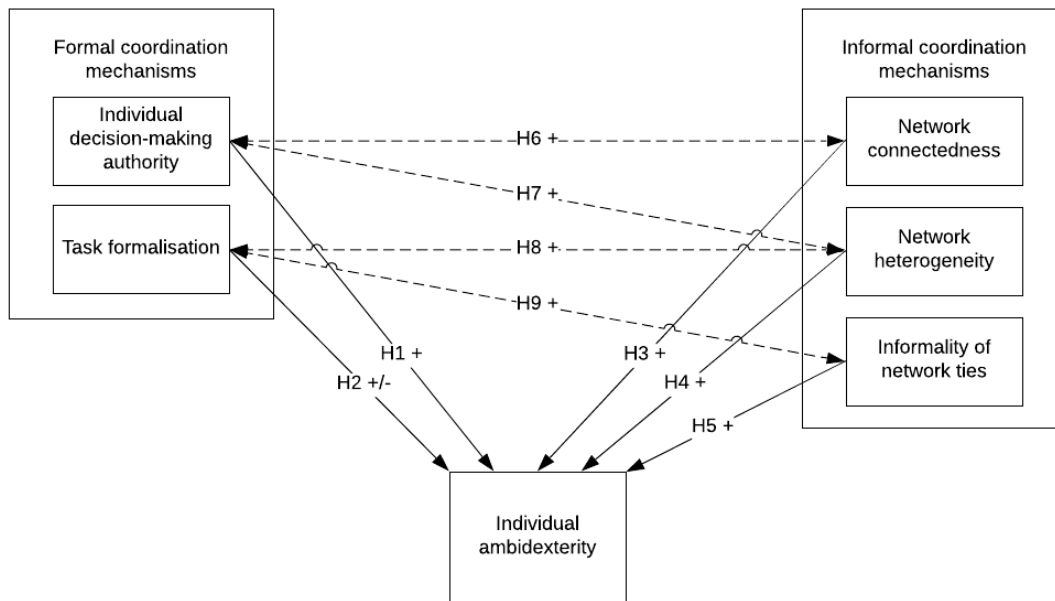 Formal coordination
mechanisms
Individual
decision-making
authority
Task formalisation
Informal coordination
mechanisms
Network
connectedness
Network
heterogeneity
Informality of
network ties
H6 +
H7 +
H8 +
H9 +
H1 +
H2 +/-
H3 +
H4 +
H5 +
Individual
ambidexterity